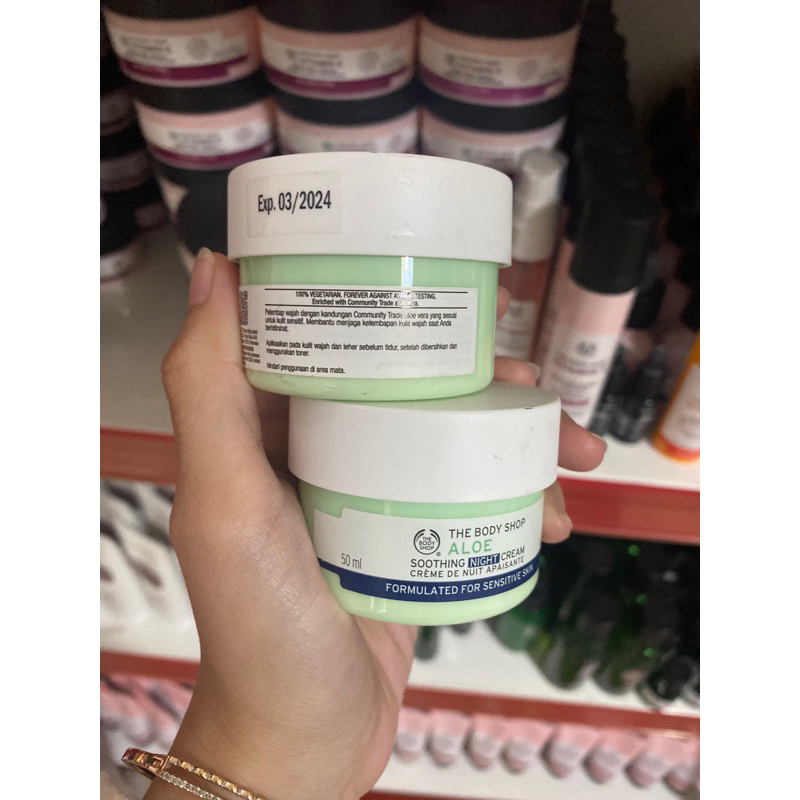 Exp. 03/2024
100% VEGETARIAN. FOREVER AGAINST TESTING.
Enriched with Community Trade
Pelembap wajah dengan kandungan Community Trade Aloe vera yang sesuai
untuk kulit sensitif. Membantu menjaga kelembapan kulit wajah saat Anda
beristirahat.
Aplikasikan pada kulit wajah dan leher sebelum tidur, setelah dibersihkan dan
menggunakan toner.
Hindari penggunaan di area mata.
THE BODY SHOP
THE
BODY
SHOP
ALOE
50 ml
SOOTHING NIGHT CREAM
CRÈME DE NUIT APAISANTE
FORMULATED FOR SENSITIVE SKIN